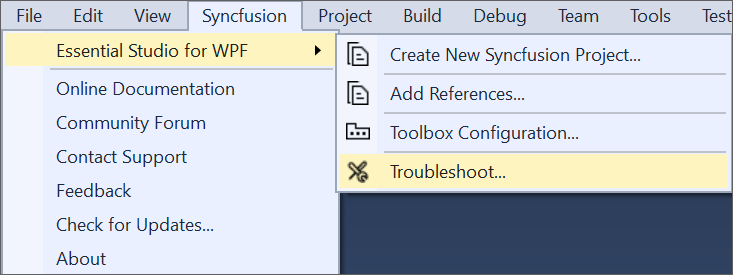 File Edit View Syncfusion Project Build Debug Team Tools Test
Essential Studio for WPF
Create New Syncfusion Project...
Add References...
Toolbox Configuration...
Troubleshoot...
Online Documentation
Community Forum
Contact Support
Feedback
Check for Updates...
About